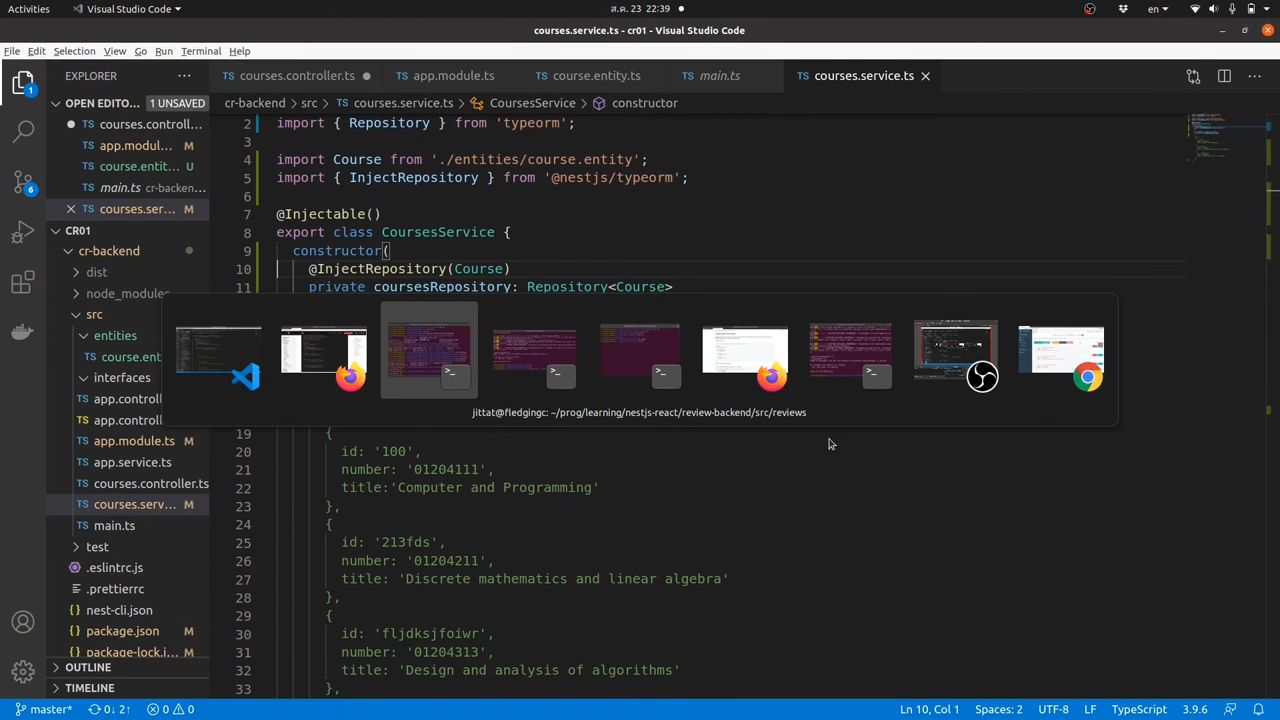 Activities
Visual Studio Code
ส.ค. 23 22:39
en
courses.service.ts - cr01 - Visual Studio Code
File Edit Selection View Go Run Terminal Help
EXPLORER
courses.controller.ts
app.module.ts
course.entity.ts
main.ts
courses.service.ts
cr-backend > src > courses.service.ts > CoursesService > constructor
OPEN EDITO... 1 UNSAVED
courses.controll...
app.modul... M
course.entit... U
main.ts cr-backen...
courses.ser... M
CR01
cr-backend
dist
node_modules
src
entities
course.ent
interfaces
app.contro
app.contro
app.module.ts M
app.service.ts
courses.controller.ts
courses.serv... M
main.ts
test
.eslintrc.js
.prettierrc
nest-cli.json
package.json
package-lock.i... M
OUTLINE
TIMELINE
2 import { Repository } from 'typeorm';
3
4 import Course from './entities/course.entity';
5 import { InjectRepository } from '@nestjs/typeorm';
6
7 @Injectable()
8 export class CoursesService {
9 constructor(
10 @InjectRepository(Course)
11 private coursesRepository: Repository<Course>
jittat@fledgingc: ~/prog/learning/nestjs-react/review-backend/src/reviews
19 {
20 id: '100',
21 number: '01204111',
22 title:'Computer and Programming'
23 },
24 {
25 id: '213fds',
26 number: '01204211',
27 title: 'Discrete mathematics and linear algebra'
28 },
29 {
30 id: 'fljdksjfoiwr',
31 number: '01204313',
32 title: 'Design and analysis of algorithms'
33 },
master* 0↓ 2↑ 0 0
Ln 10, Col 1 Spaces: 2 UTF-8 LF TypeScript 3.9.6